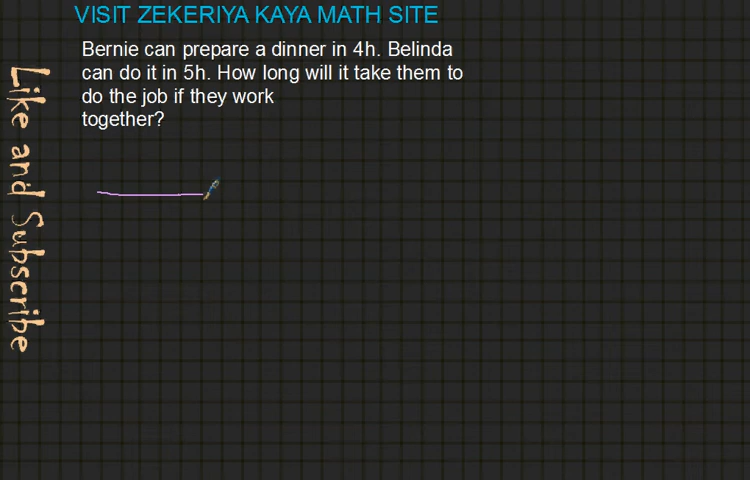 VISIT ZEKERIYA KAYA MATH SITE
Bernie can prepare a dinner in 4h. Belinda
can do it in 5h. How long will it take them to
do the job if they work
together?
Like and Subscribe